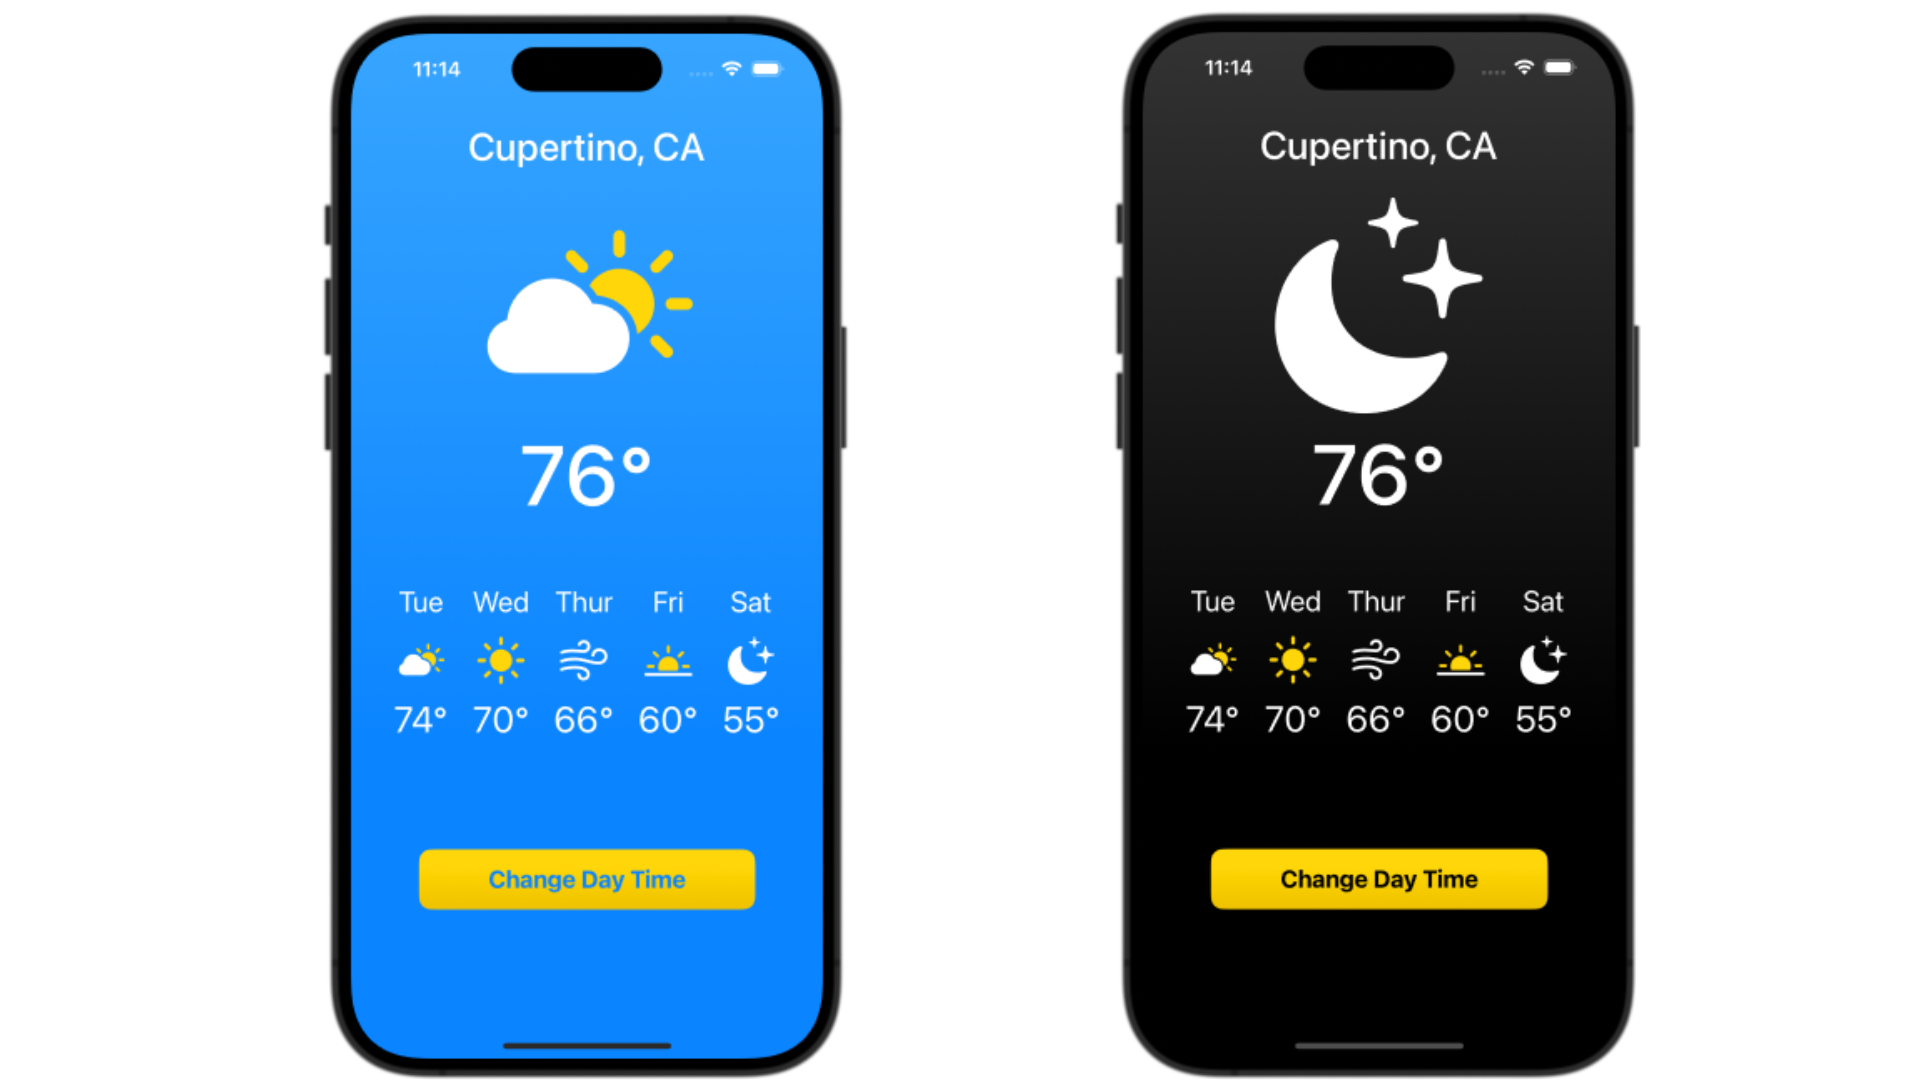 11:14
Cupertino, CA
76°
Tue Wed Thur Fri Sat
74° 70° 66° 60° 55°
Change Day Time
11:14
Cupertino, CA
76°
Tue Wed Thur Fri Sat
74° 70° 66° 60° 55°
Change Day Time